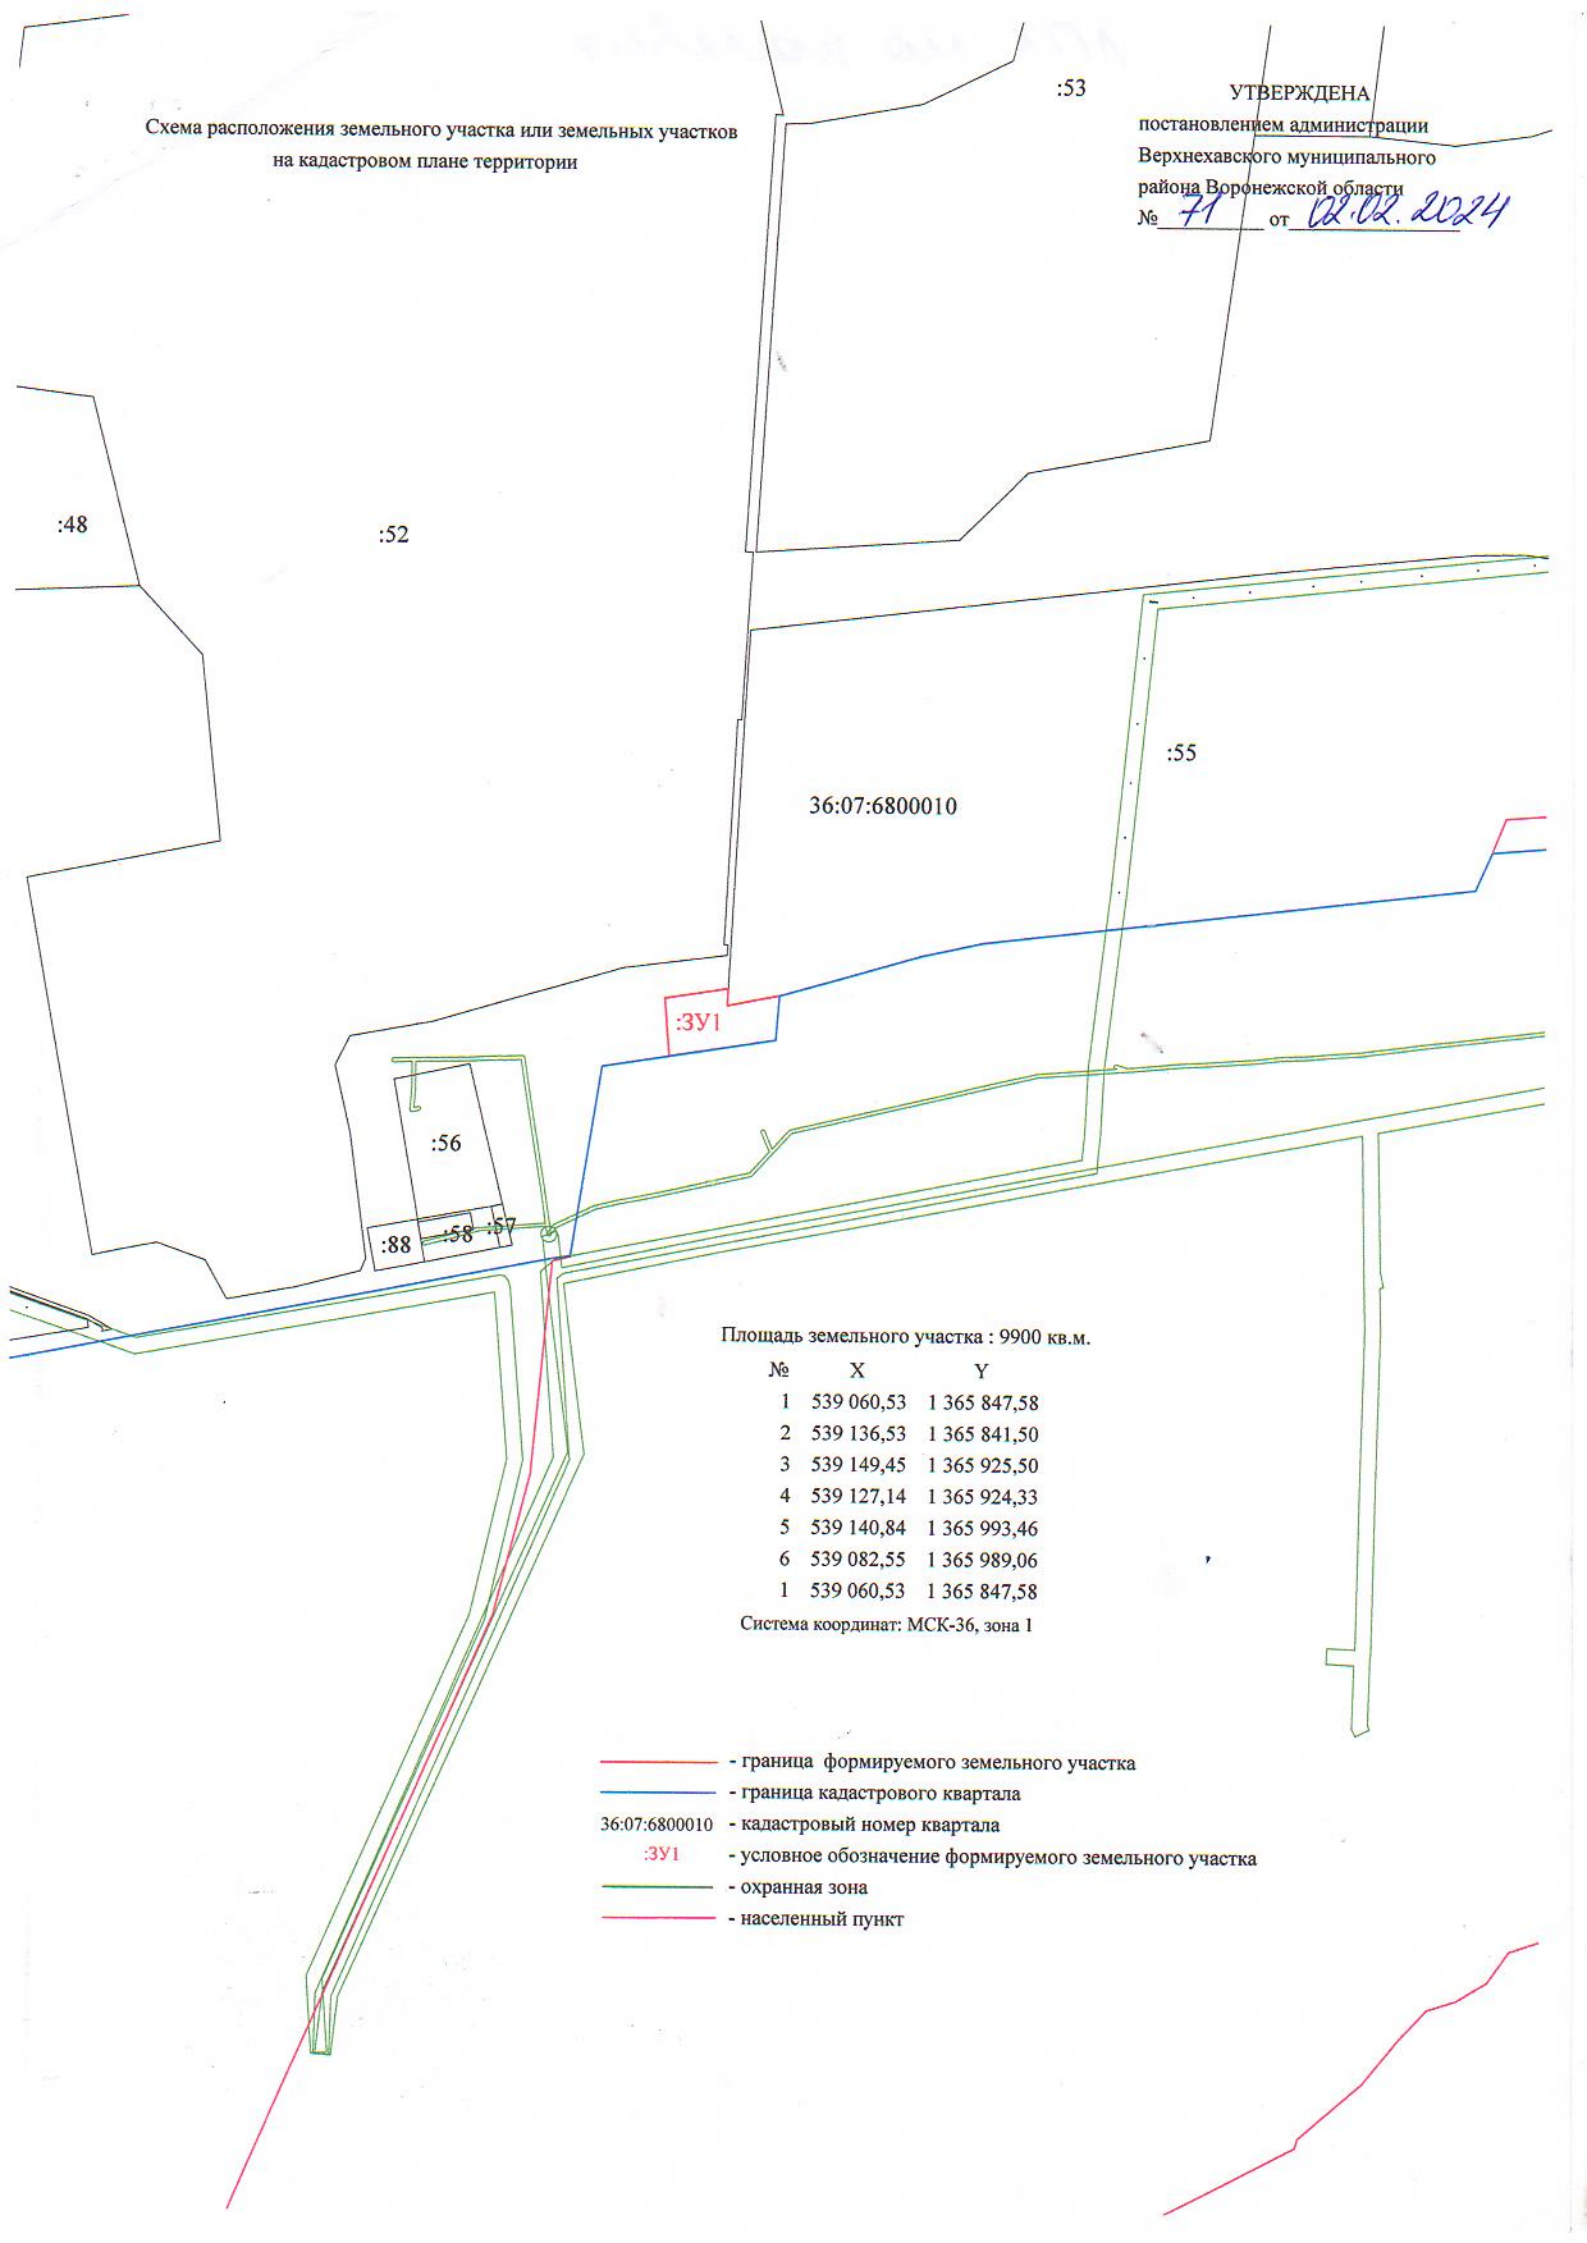 :53
УТВЕРЖДЕНА
постановлением администрации
Верхнехавского муниципального
района Воронежской области
№ 71 от 02.02.2024
Схема расположения земельного участка или земельных участков
на кадастровом плане территории
:48
:52
:55
36:07:6800010
:ЗУ1
:56
:58
:57
:88
Площадь земельного участка : 9900 кв.м.
№ X Y
1 539 060,53 1 365 847,58
2 539 136,53 1 365 841,50
3 539 149,45 1 365 925,50
4 539 127,14 1 365 924,33
5 539 140,84 1 365 993,46
6 539 082,55 1 365 989,06
1 539 060,53 1 365 847,58
Система координат: МСК-36, зона 1
- граница формируемого земельного участка
- граница кадастрового квартала
36:07:6800010 - кадастровый номер квартала
:ЗУ1 - условное обозначение формируемого земельного участка
- охранная зона
- населенный пункт